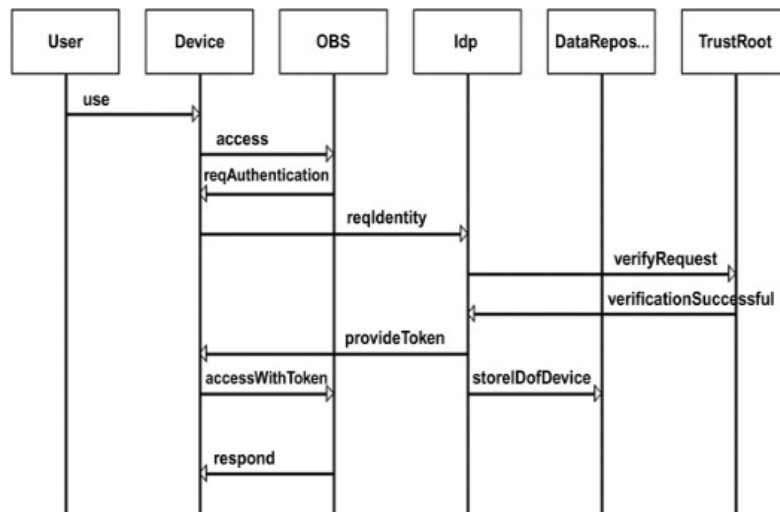 User
Device
OBS
Idp
DataRepos...
TrustRoot
use
access
reqAuthentication
reqIdentity
verifyRequest
verificationSuccessful
provideToken
accessWithToken
storeIDofDevice
respond